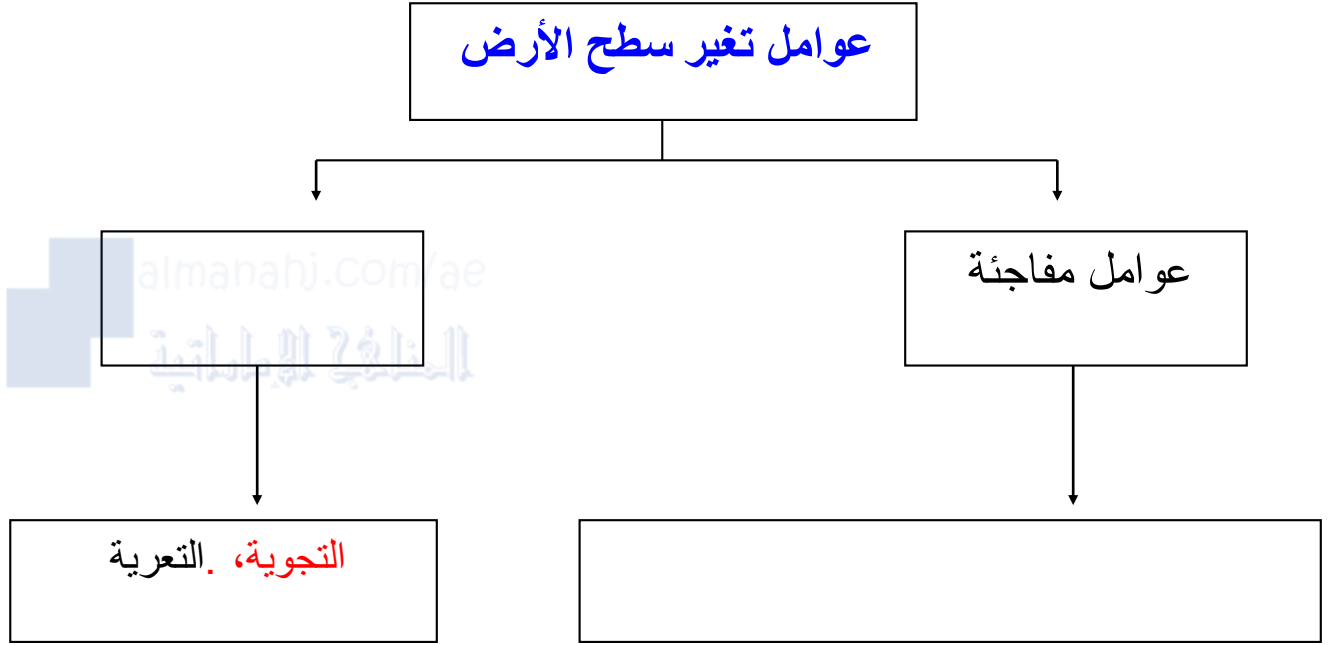 عوامل تغير سطح الأرض
عوامل مفاجئة
almanahj.com/ae
المناهج الإماراتية
التجوية، .التعرية